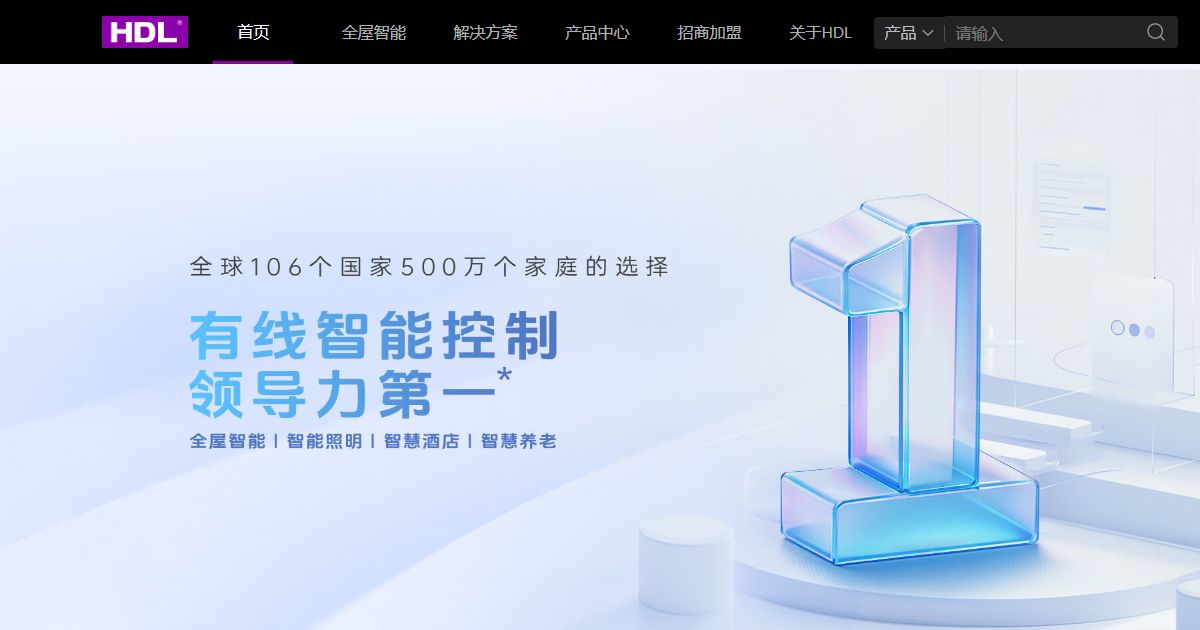 HDL® 首页 全屋智能 解决方案 产品中心 招商加盟 关于HDL 产品 请输入
全球106个国家500万个家庭的选择
有线智能控制
领导力第一*
全屋智能 | 智能照明 | 智慧酒店 | 智慧养老